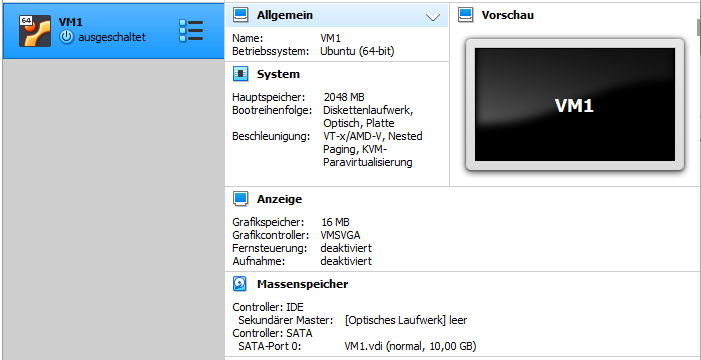 64
VM1
ausgeschaltet
Allgemein
Name: VM1
Betriebssystem: Ubuntu (64-bit)
System
Hauptspeicher: 2048 MB
Bootreihenfolge: Diskettenlaufwerk,
Optisch, Platte
Beschleunigung: VT-x/AMD-V, Nested
Paging, KVM-
Paravirtualisierung
Vorschau
VM1
Anzeige
Grafikspeicher: 16 MB
Grafikcontroller: VMSVGA
Fernsteuerung: deaktiviert
Aufnahme: deaktiviert
Massenspeicher
Controller: IDE
Sekundärer Master: [Optisches Laufwerk] leer
Controller: SATA
SATA-Port 0: VM1.vdi (normal, 10,00 GB)